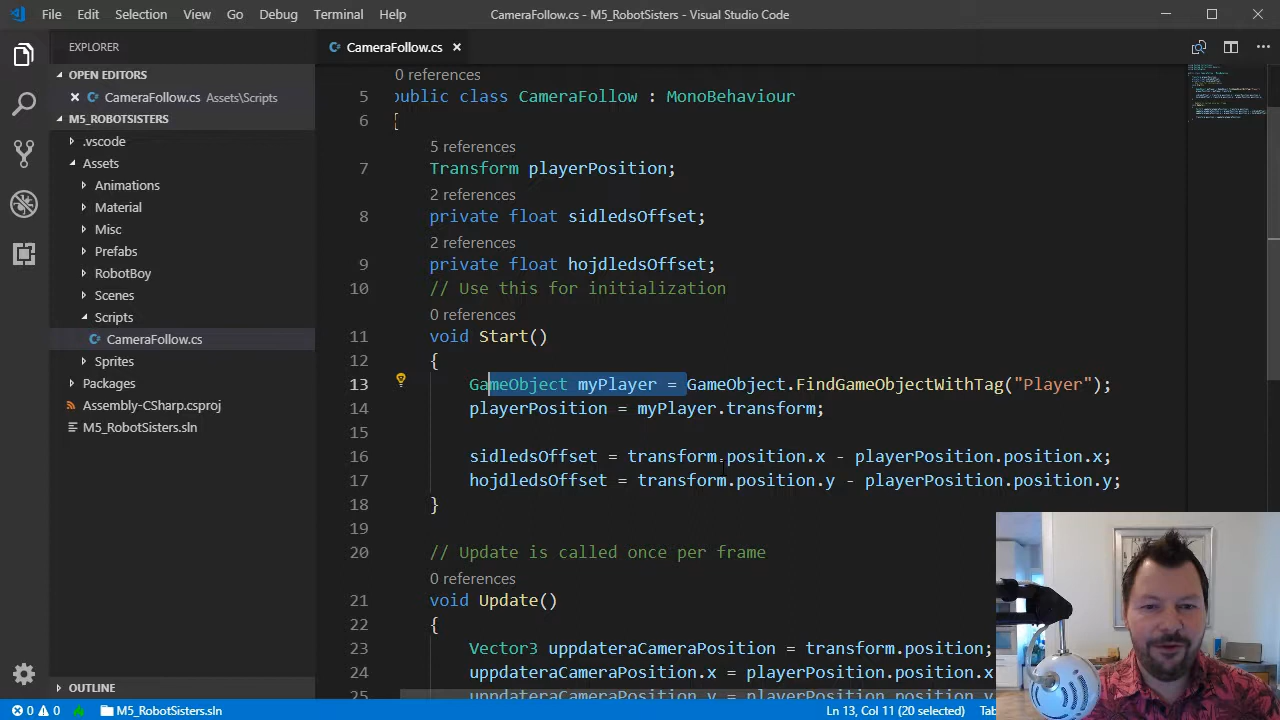 File Edit Selection View Go Debug Terminal Help
CameraFollow.cs - M5_RobotSisters - Visual Studio Code
EXPLORER
OPEN EDITORS
CameraFollow.cs Assets\Scripts
M5_ROBOTSISTERS
.vscode
Assets
Animations
Material
Misc
Prefabs
RobotBoy
Scenes
Scripts
CameraFollow.cs
Sprites
Packages
Assembly-CSharp.csproj
M5_RobotSisters.sln
OUTLINE
CameraFollow.cs
0 references
5 public class CameraFollow : MonoBehaviour
6 {
5 references
7 Transform playerPosition;
2 references
8 private float sidledsOffset;
2 references
9 private float hojdledsOffset;
10 // Use this for initialization
0 references
11 void Start()
12 {
13 GameObject myPlayer = GameObject.FindGameObjectWithTag("Player");
14 playerPosition = myPlayer.transform;
15
16 sidledsOffset = transform.position.x - playerPosition.position.x;
17 hojdledsOffset = transform.position.y - playerPosition.position.y;
18 }
19
20 // Update is called once per frame
0 references
21 void Update()
22 {
23 Vector3 uppdateraCameraPosition = transform.position;
24 uppdateraCameraPosition.x = playerPosition.position.x
25 uppdateraCameraPosition.y = playerPosition.position.y
0 0 M5_RobotSisters.sln
Ln 13, Col 11 (20 selected)